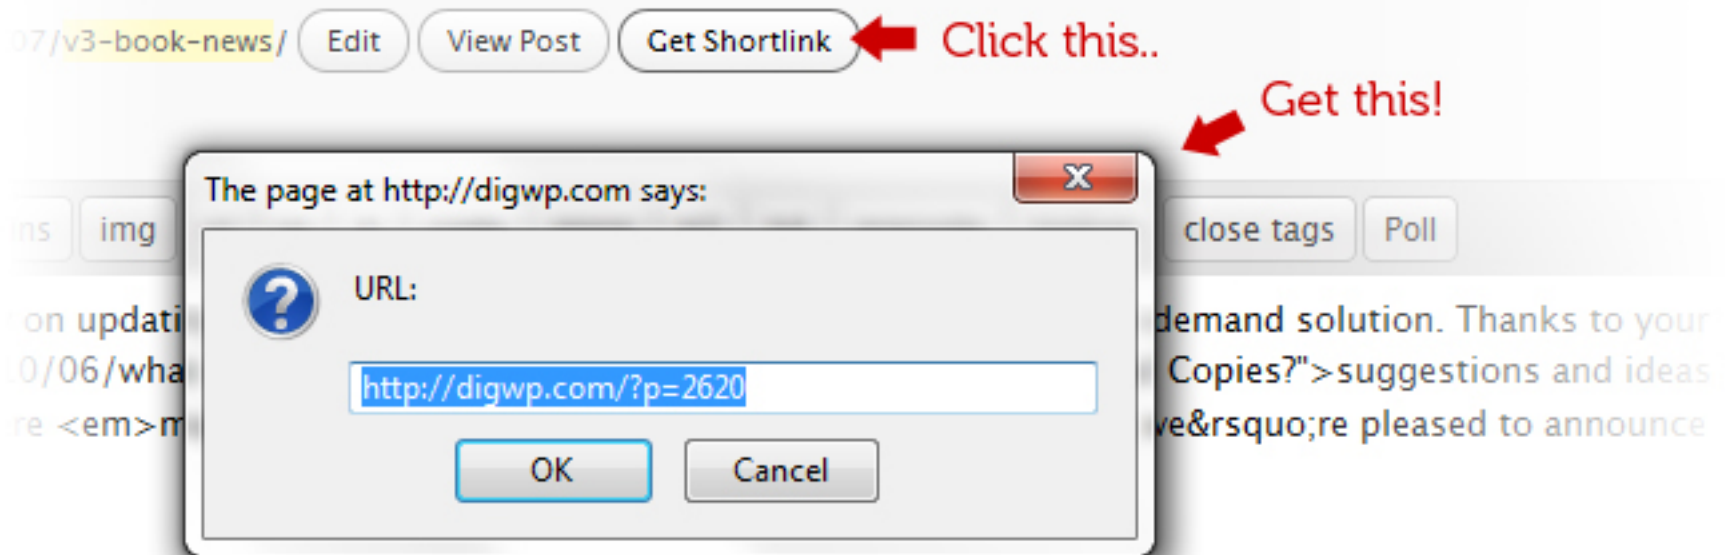 07/v3-book-news/ Edit View Post Get Shortlink Click this..
Get this!
The page at http://digwp.com says:
ins img close tags Poll
URL:
on updati demand solution. Thanks to your
0/06/wha Copies?">suggestions and ideas
http://digwp.com/?p=2620
re <em>m ve&rsquo;re pleased to announce
OK Cancel